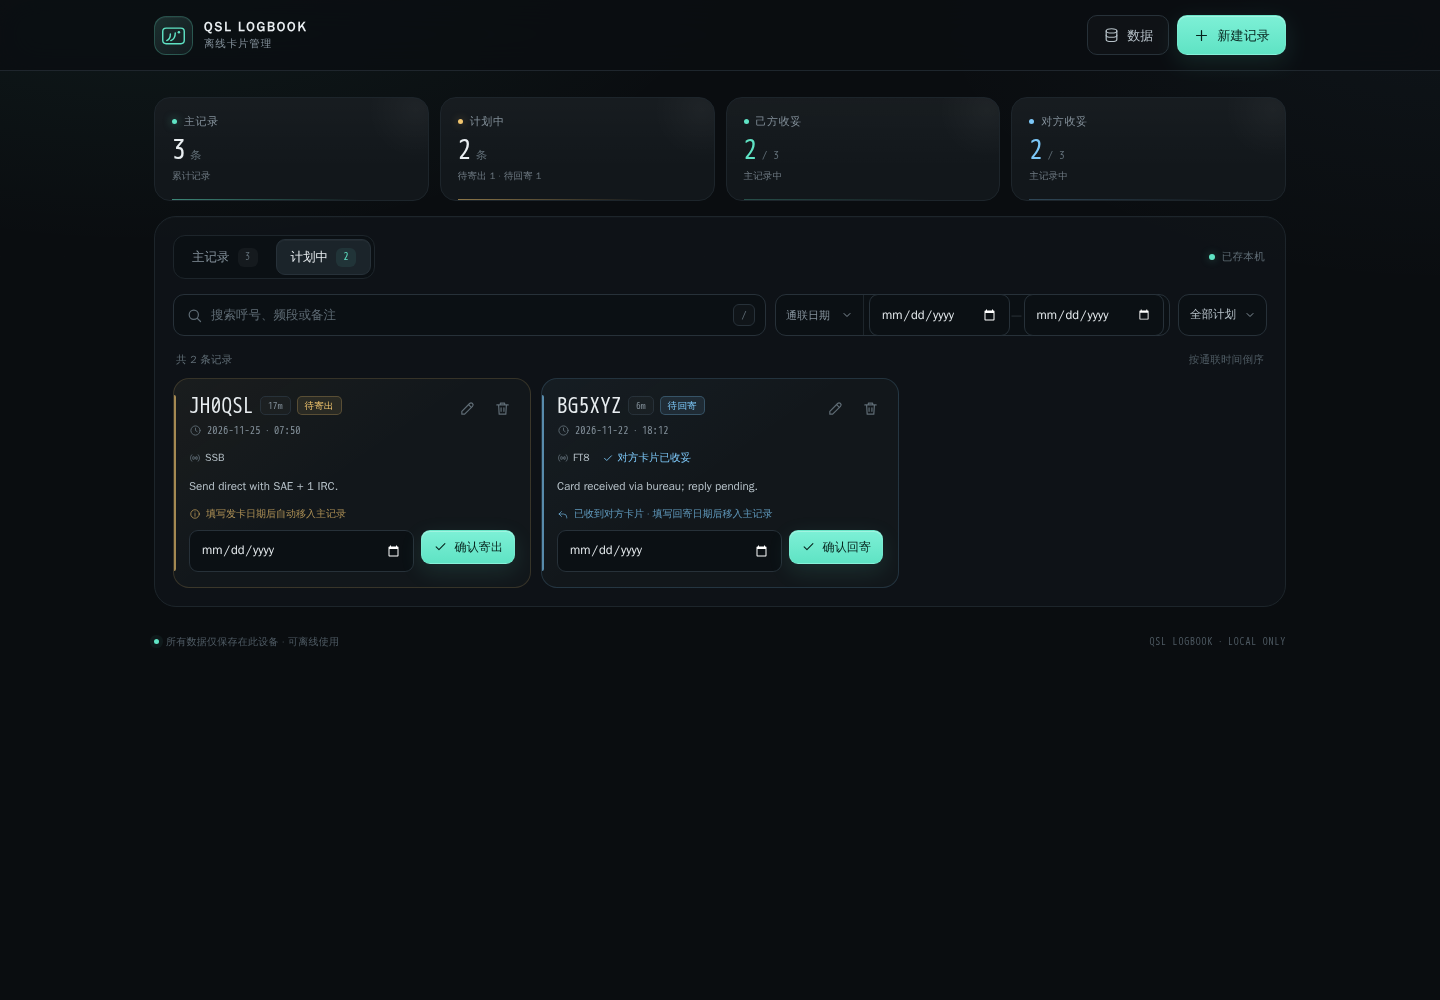 QSL LOGBOOK
离线卡片管理
数据
新建记录
主记录
3 条
累计记录
计划中
2 条
待寄出 1 · 待回寄 1
己方收妥
2 / 3
主记录中
对方收妥
2 / 3
主记录中
主记录 3
计划中 2
已存本机
搜索呼号、频段或备注 /
通联日期 mm/dd/yyyy — mm/dd/yyyy
全部计划
共 2 条记录
按通联时间倒序
JH0QSL 17m 待寄出
2026-11-25 · 07:50
SSB
Send direct with SAE + 1 IRC.
填写发卡日期后自动移入主记录
mm/dd/yyyy 确认寄出
BG5XYZ 6m 待回寄
2026-11-22 · 18:12
FT8 对方卡片已收妥
Card received via bureau; reply pending.
已收到对方卡片 · 填写回寄日期后移入主记录
mm/dd/yyyy 确认回寄
所有数据仅保存在此设备 · 可离线使用
QSL LOGBOOK · LOCAL ONLY